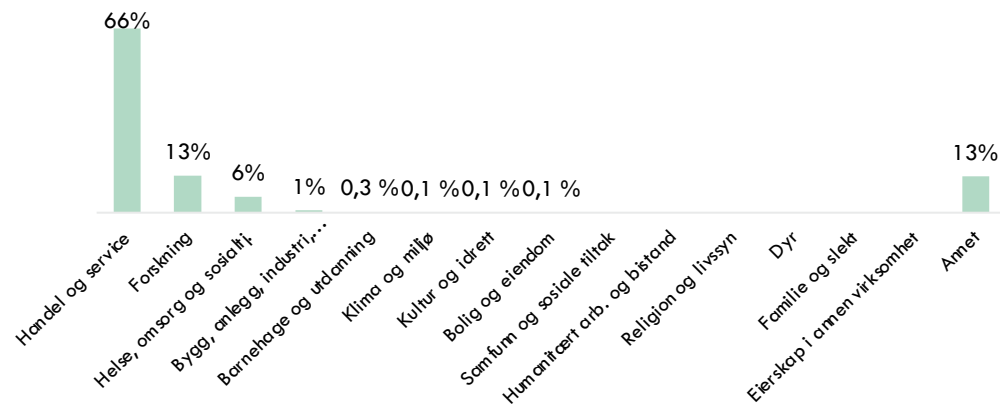 66%
13%
6%
1%
0,3 %
0,1 %
0,1 %
0,1 %
13%
Handel og service
Forskning
Helse, omsorg og sosialtj.
Bygg, anlegg, industri,…
Barnehage og utdanning
Klima og miljø
Kultur og idrett
Bolig og eiendom
Samfunn og sosiale tiltak
Humanitært arb. og bistand
Religion og livssyn
Dyr
Familie og slekt
Eierskap i annen virksomhet
Annet